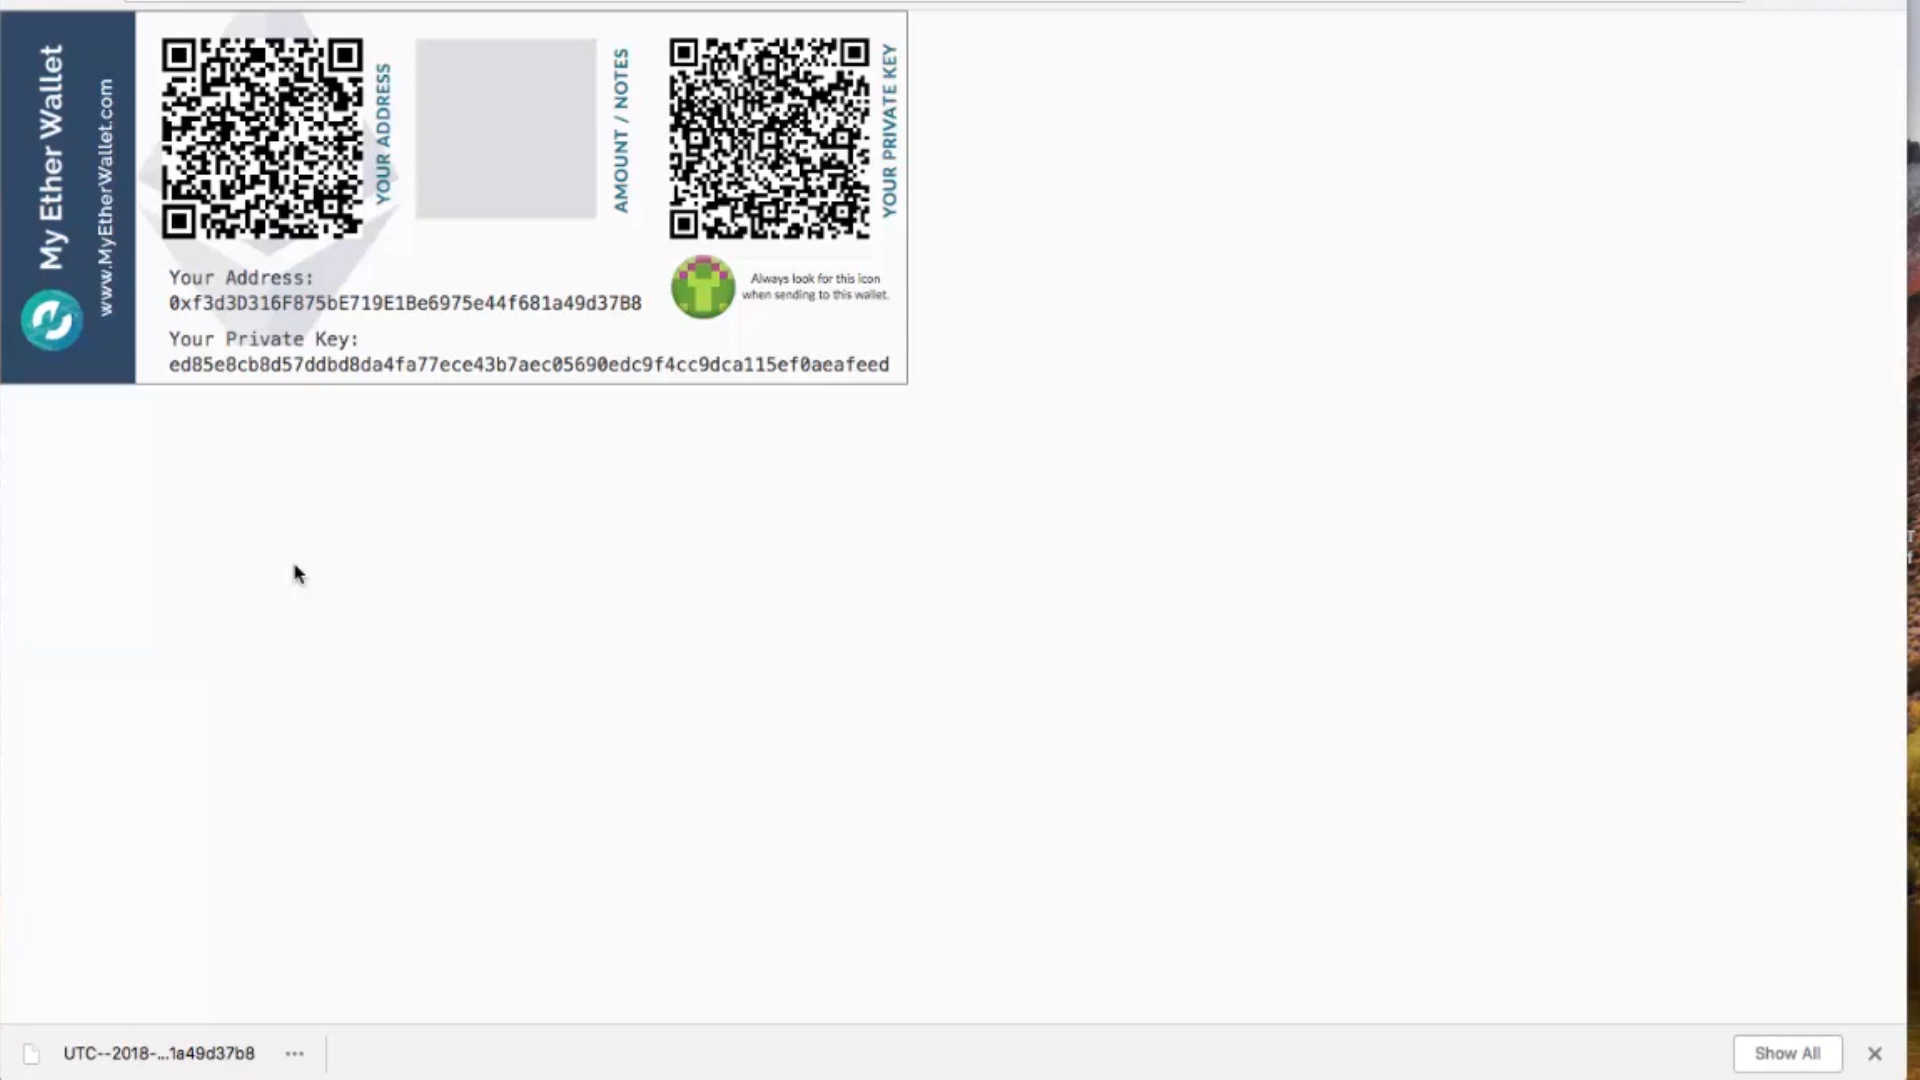 My Ether Wallet
www.MyEtherWallet.com
YOUR ADDRESS
AMOUNT / NOTES
YOUR PRIVATE KEY
Your Address:
0xf3d3D316F875bE719E1Be6975e44f681a49d37B8
Always look for this icon
when sending to this wallet.
Your Private Key:
ed85e8cb8d57ddbd8da4fa77ece43b7aec05690edc9f4cc9dca115ef0aeafeed
UTC--2018-...1a49d37b8
Show All